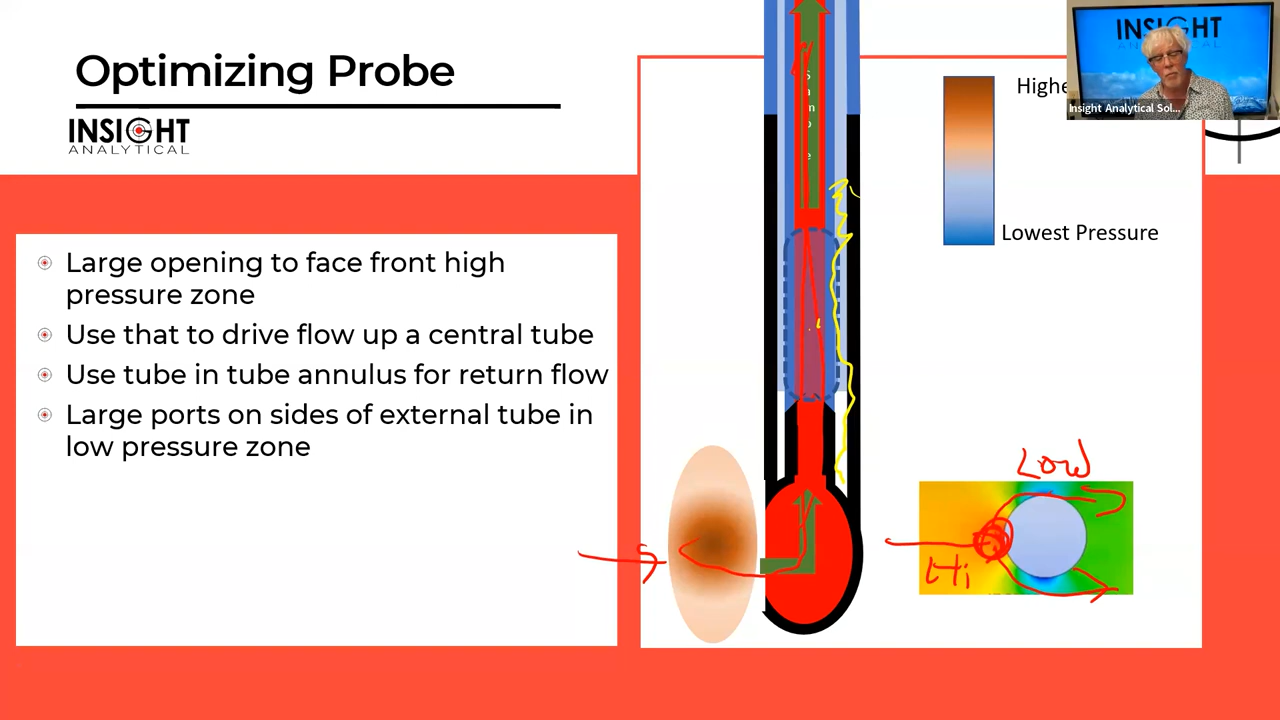 Optimizing Probe
INSIGHT
ANALYTICAL
Large opening to face front high
pressure zone
Use that to drive flow up a central tube
Use tube in tube annulus for return flow
Large ports on sides of external tube in
low pressure zone
Lowest Pressure
INSIGHT
ANALYTICAL
Insight Analytical Sol...
Low
Hi